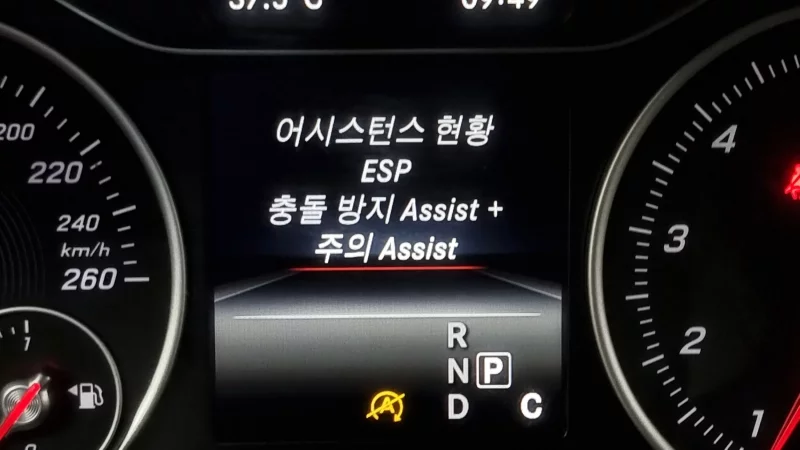 어시스턴스 현황
ESP
충돌 방지 Assist +
주의 Assist
200
220
240
km/h
260
4
3
2
1
R
N P
D C
A